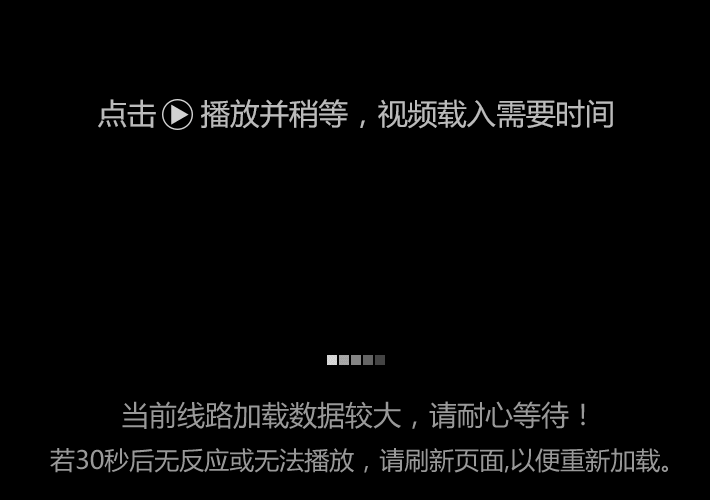 点击播放并稍等，视频载入需要时间
当前线路加载数据较大，请耐心等待！
若30秒后无反应或无法播放，请刷新页面,以便重新加载。